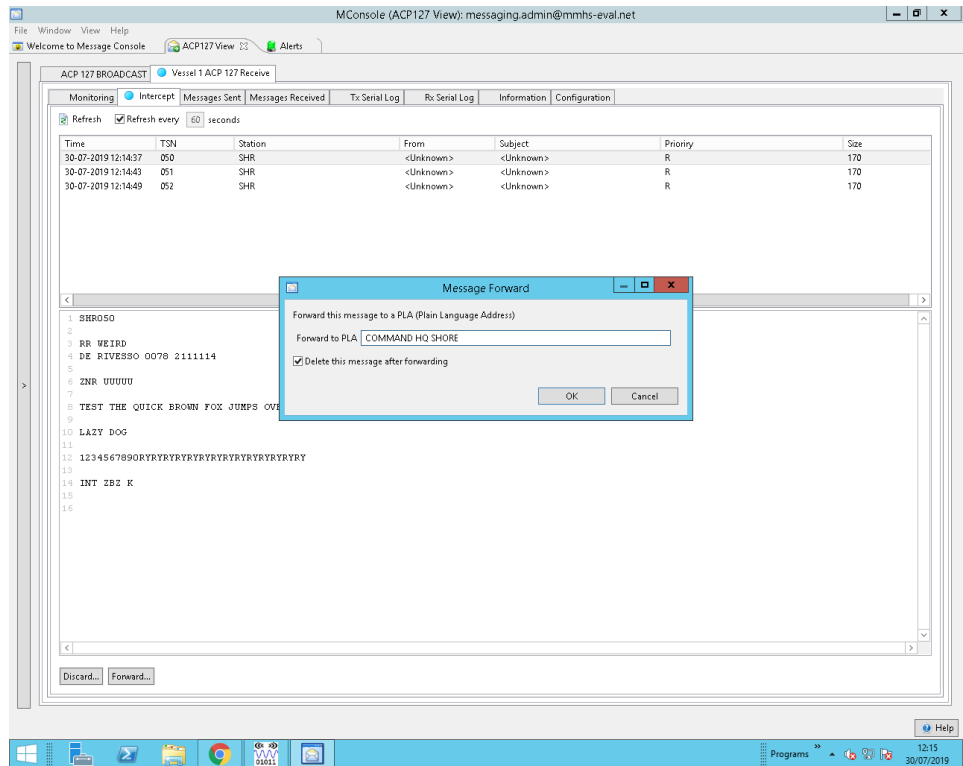 MConsole (ACP127 View): messaging.admin@mmhs-eval.net
File Window View Help
Welcome to Message Console ACP127 View Alerts
ACP 127 BROADCAST Vessel 1 ACP 127 Receive
Monitoring Intercept Messages Sent Messages Received Tx Serial Log Rx Serial Log Information Configuration
Refresh Refresh every 60 seconds
Time TSN Station From Subject Prioriry Size
30-07-2019 12:14:37 050 SHR <Unknown> <Unknown> R 170
30-07-2019 12:14:43 051 SHR <Unknown> <Unknown> R 170
30-07-2019 12:14:49 052 SHR <Unknown> <Unknown> R 170
Message Forward
Forward this message to a PLA (Plain Language Address)
Forward to PLA COMMAND HQ SHORE
Delete this message after forwarding
OK Cancel
1 SHR050
2
3 RR WEIRD
4 DE RIVESSO 0078 2111114
5
6 ZNR UUUUU
7
8 TEST THE QUICK BROWN FOX JUMPS OVE
9
10 LAZY DOG
11
12 1234567890RYRYRYRYRYRYRYRYRYRYRYRYRY
13
14 INT ZBZ K
15
16
Discard... Forward...
Help
01011
Programs 12:15
30/07/2019